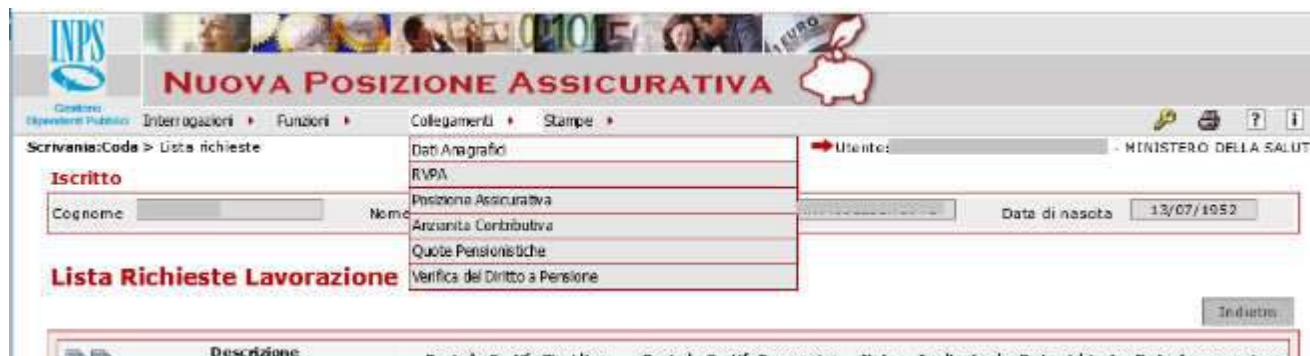 INPS
NUOVA POSIZIONE ASSICURATIVA
Gestione
Dipendenti Pubblici
Interrogazioni Funzioni Collegamenti Stampe
Scrivania:Coda > Lista richieste
Utente: - MINISTERO DELLA SALUT
Dati Anagrafici
RVPA
Posizione Assicurativa
Anzianita Contributiva
Quote Pensionistiche
Verifica del Diritto a Pensione
Iscritto
Cognome Nome Data di nascita 13/07/1952
Lista Richieste Lavorazione
Indietro
Descrizione